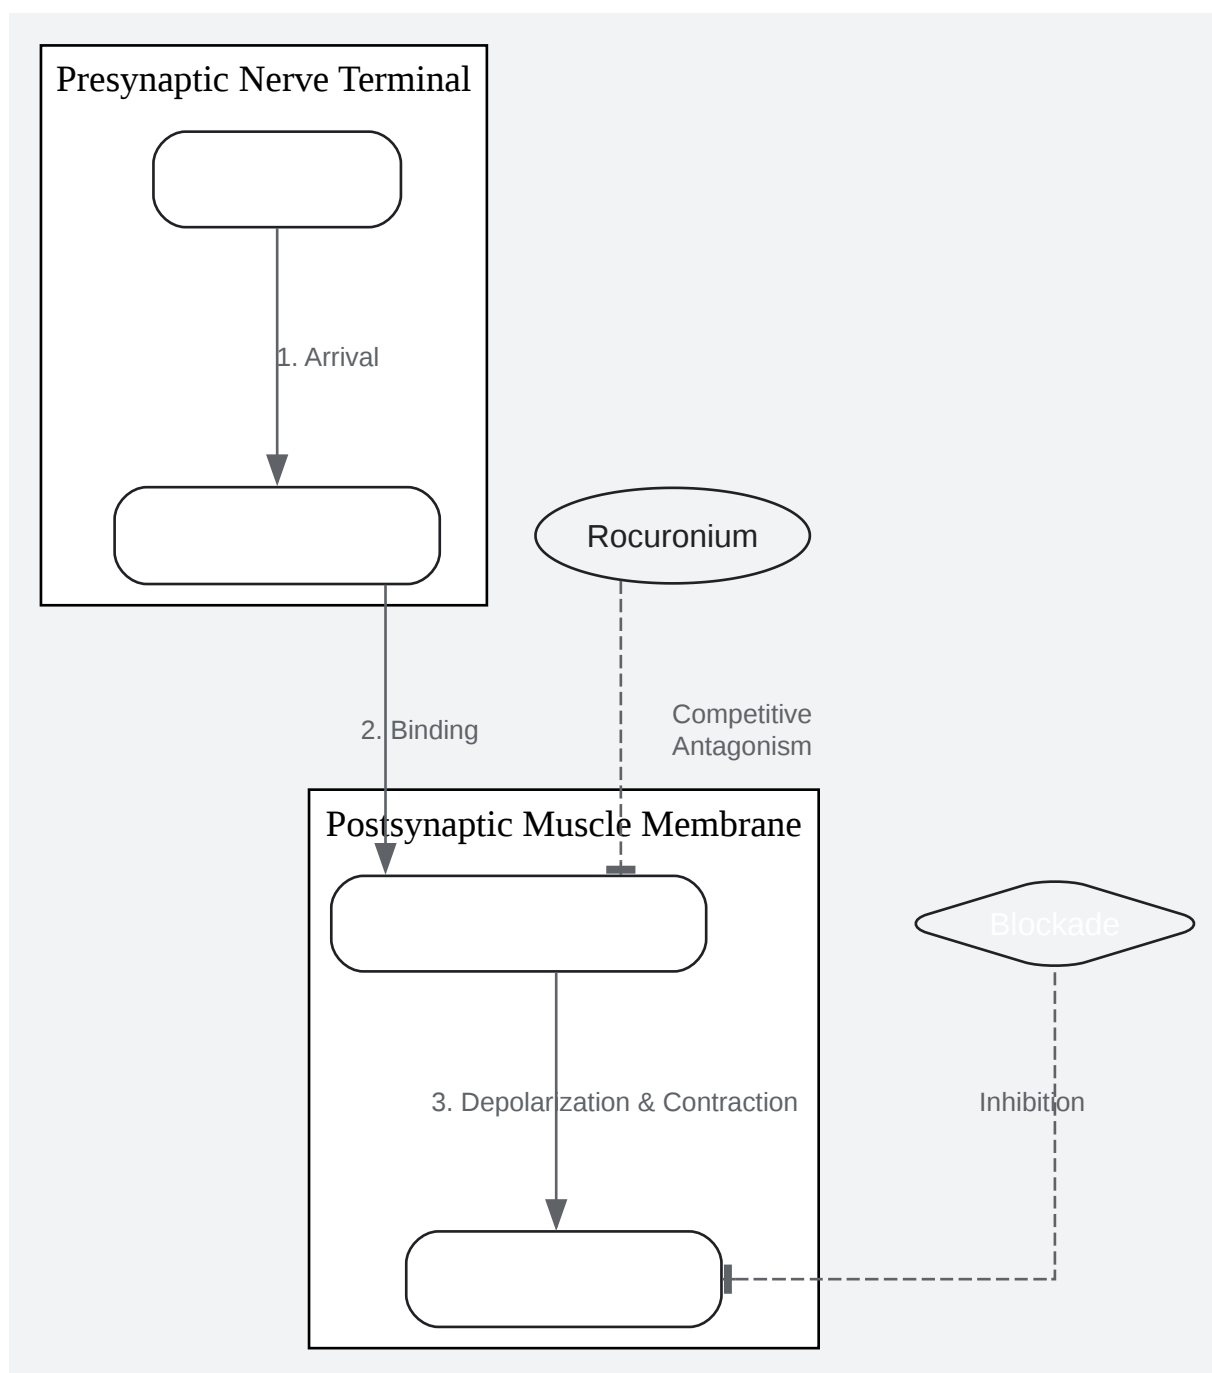 Presynaptic Nerve Terminal
1. Arrival
Rocuronium
2. Binding
Competitive
Antagonism
Postsynaptic Muscle Membrane
Blockade
3. Depolarization & Contraction
Inhibition